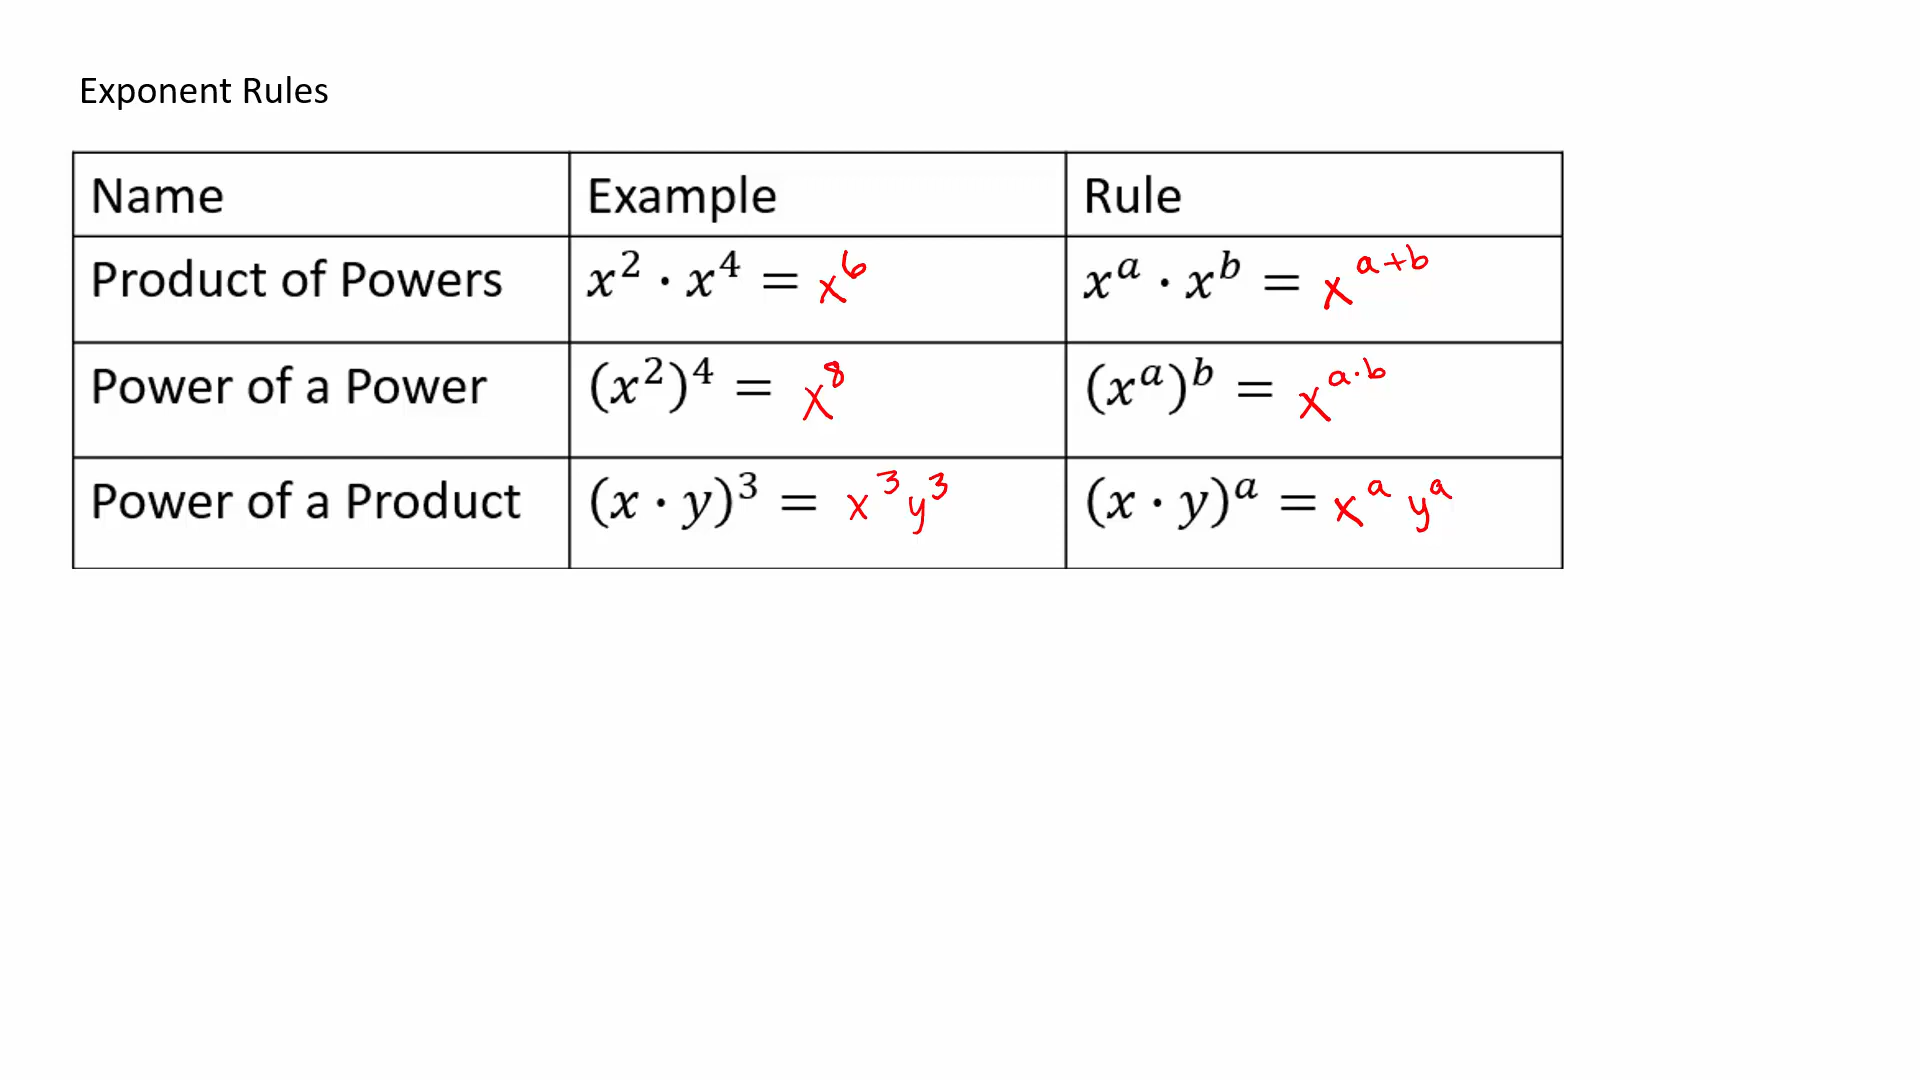 Exponent Rules
Name Example Rule
Product of Powers x² · x⁴ = x⁶ xᵃ · xᵇ = xᵃ⁺ᵇ
Power of a Power (x²)⁴ = x⁸ (xᵃ)ᵇ = xᵃ·ᵇ
Power of a Product (x · y)³ = x³y³ (x · y)ᵃ = xᵃ yᵃ